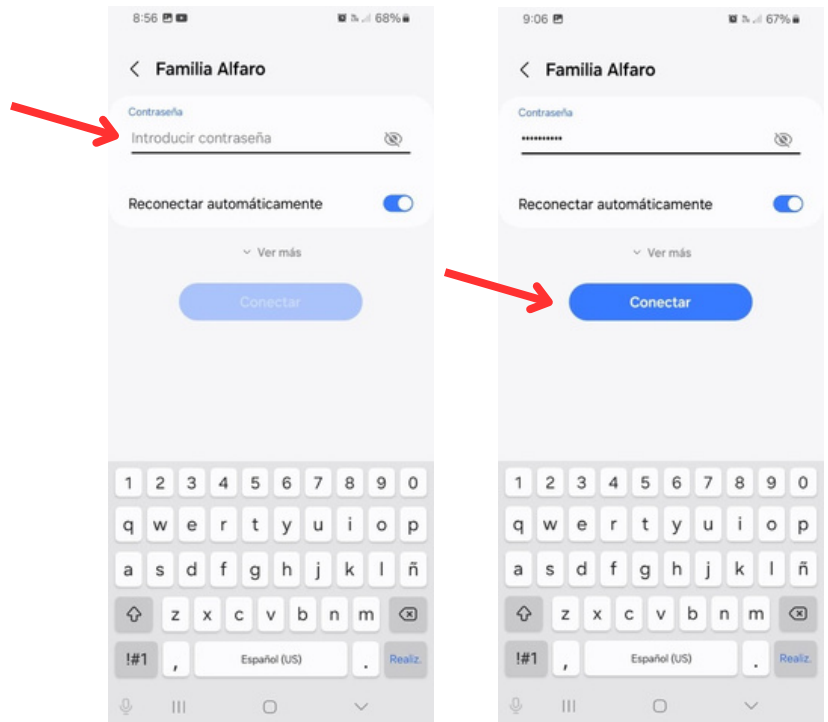 8:56 68%
Familia Alfaro
Contraseña
Introducir contraseña
Reconectar automáticamente
Ver más
Conectar
1 2 3 4 5 6 7 8 9 0
q w e r t y u i o p
a s d f g h j k l ñ
z x c v b n m
!#1 , Español (US) . Realiz.
9:06 67%
Familia Alfaro
Contraseña
••••••••••
Reconectar automáticamente
Ver más
Conectar
1 2 3 4 5 6 7 8 9 0
q w e r t y u i o p
a s d f g h j k l ñ
z x c v b n m
!#1 , Español (US) . Realiz.